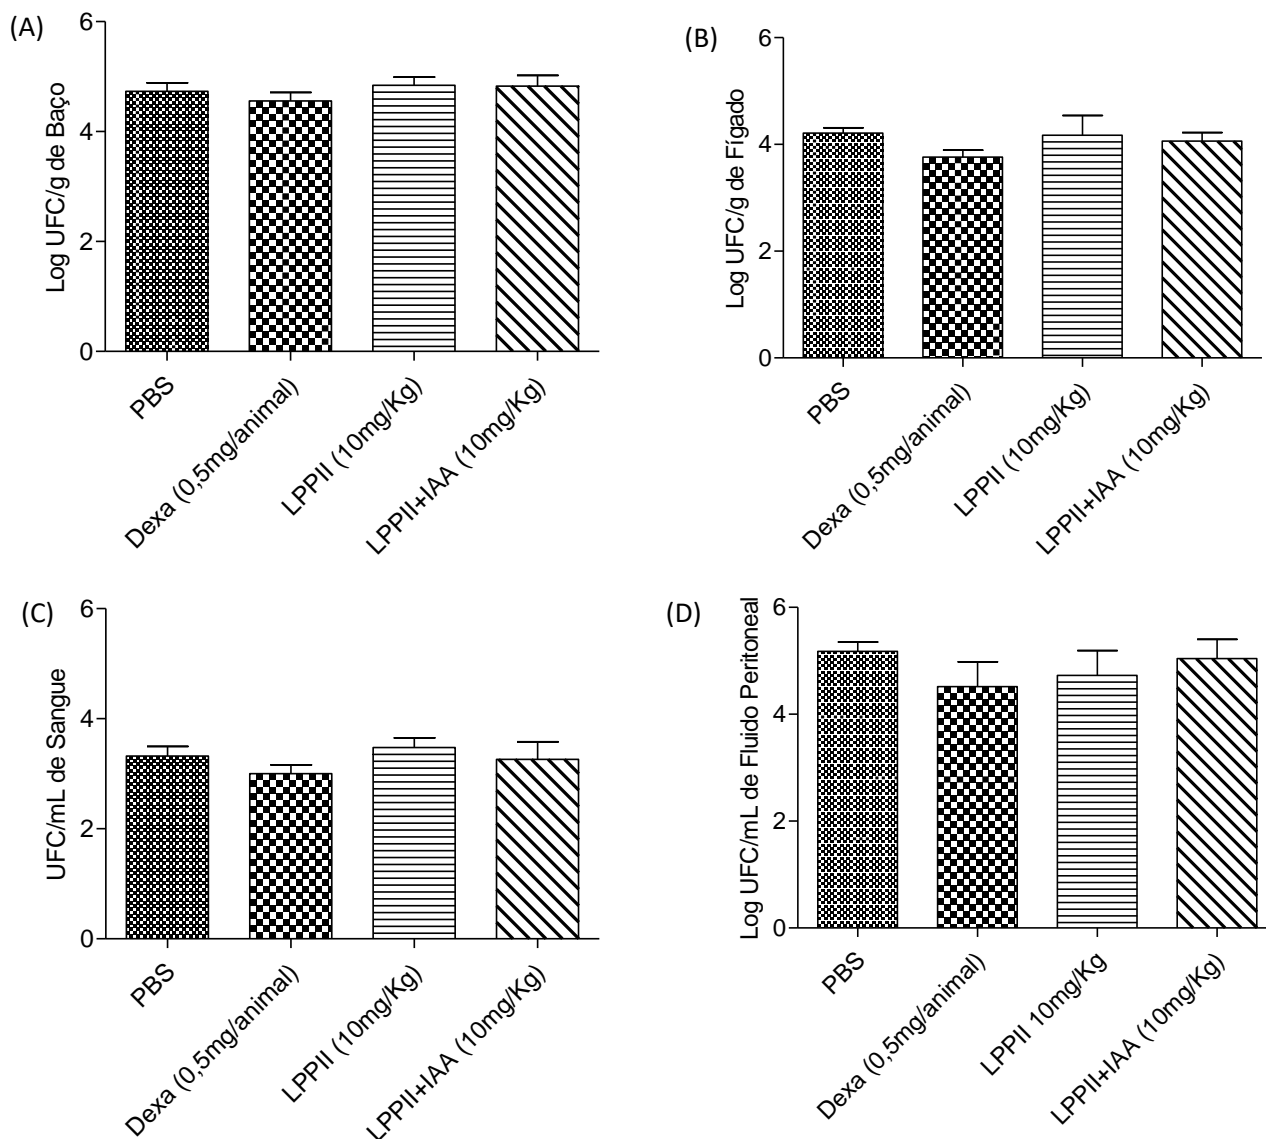 (A)
Log UFC/g de Baço
6
4
2
0
PBS
Dexa (0,5mg/animal)
LPPII (10mg/Kg)
LPPII+IAA (10mg/Kg)
(B)
Log UFC/g de Fígado
6
4
2
0
PBS
Dexa (0,5mg/animal)
LPPII (10mg/Kg)
LPPII+IAA (10mg/Kg)
(C)
UFC/mL de Sangue
6
4
2
0
PBS
Dexa (0,5mg/animal)
LPPII (10mg/Kg)
LPPII+IAA (10mg/Kg)
(D)
Log UFC/mL de Fluido Peritoneal
6
4
2
0
PBS
Dexa (0,5mg/animal)
LPPII 10mg/Kg
LPPII+IAA (10mg/Kg)